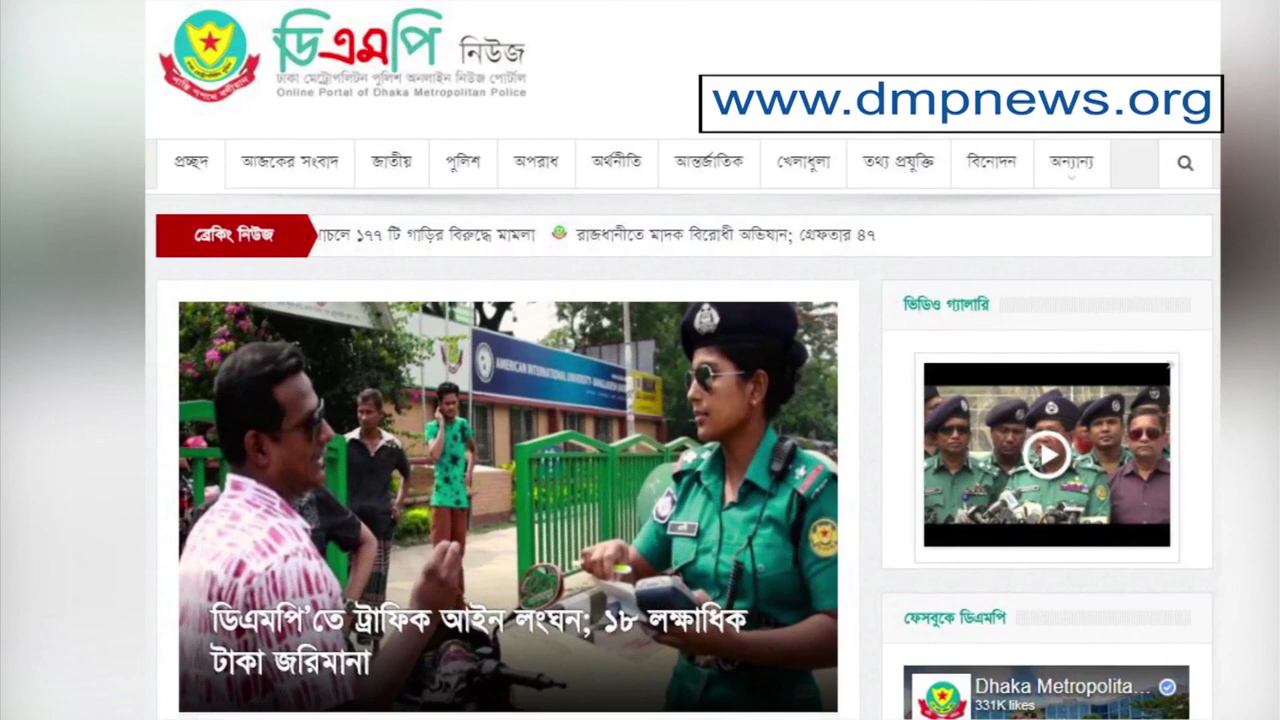 ডিএমপি নিউজ
ঢাকা মেট্রোপলিটন পুলিশ অনলাইন নিউজ পোর্টাল
Online Portal of Dhaka Metropolitan Police
www.dmpnews.org
প্রচ্ছদ আজকের সংবাদ জাতীয় পুলিশ অপরাধ অর্থনীতি আন্তর্জাতিক খেলাধুলা তথ্য প্রযুক্তি বিনোদন অন্যান্য
ব্রেকিং নিউজ
১৭৭ টি গাড়ির বিরুদ্ধে মামলা রাজধানীতে মাদক বিরোধী অভিযান; গ্রেফতার ৪৭
AMERICAN INTERNATIONAL UNIVERSITY-BANGLADESH
ডিএমপি'তে ট্রাফিক আইন লংঘন; ১৮ লক্ষাধিক
টাকা জরিমানা
ভিডিও গ্যালারি
ফেসবুকে ডিএমপি
Dhaka Metropolita...
331K likes